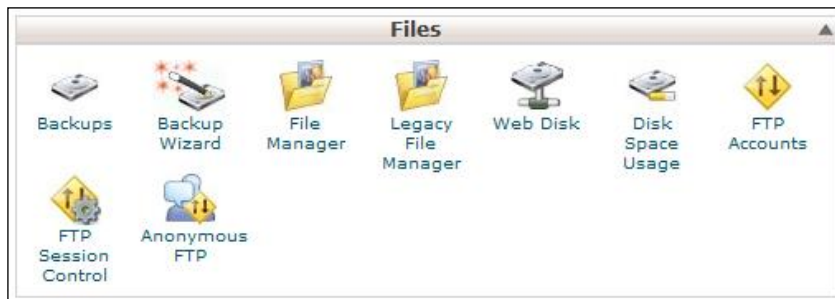 Files
Backups
Backup
Wizard
File
Manager
Legacy
File
Manager
Web Disk
Disk
Space
Usage
FTP
Accounts
FTP
Session
Control
Anonymous
FTP